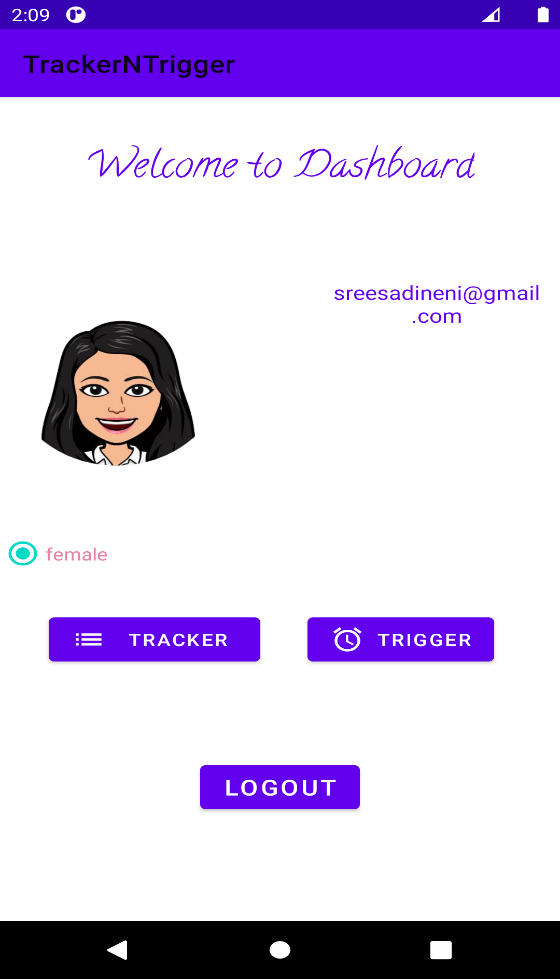 2:09
TrackerNTrigger
Welcome to Dashboard
sreesadineni@gmail
.com
female
TRACKER
TRIGGER
LOGOUT